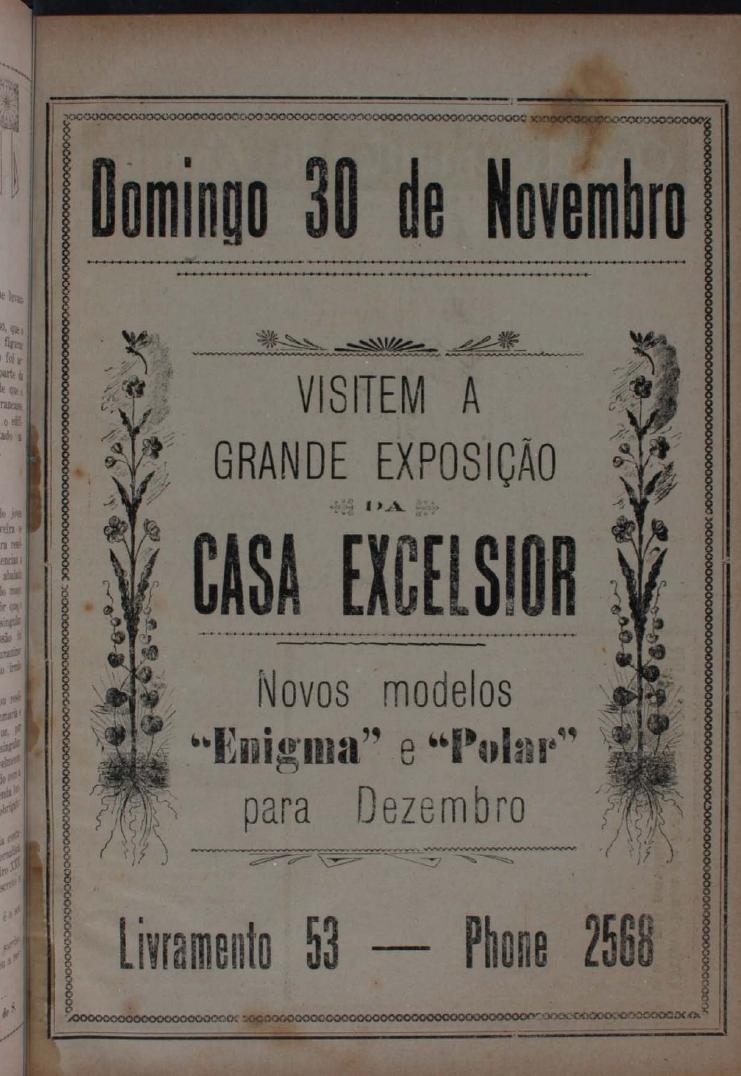 Domingo 30 de Novembro
VISITEM A
GRANDE EXPOSIÇÃO
DA
CASA EXCELSIOR
Novos modelos
“Enigma” e “Polar”
para Dezembro
Livramento 53 — Phone 2568